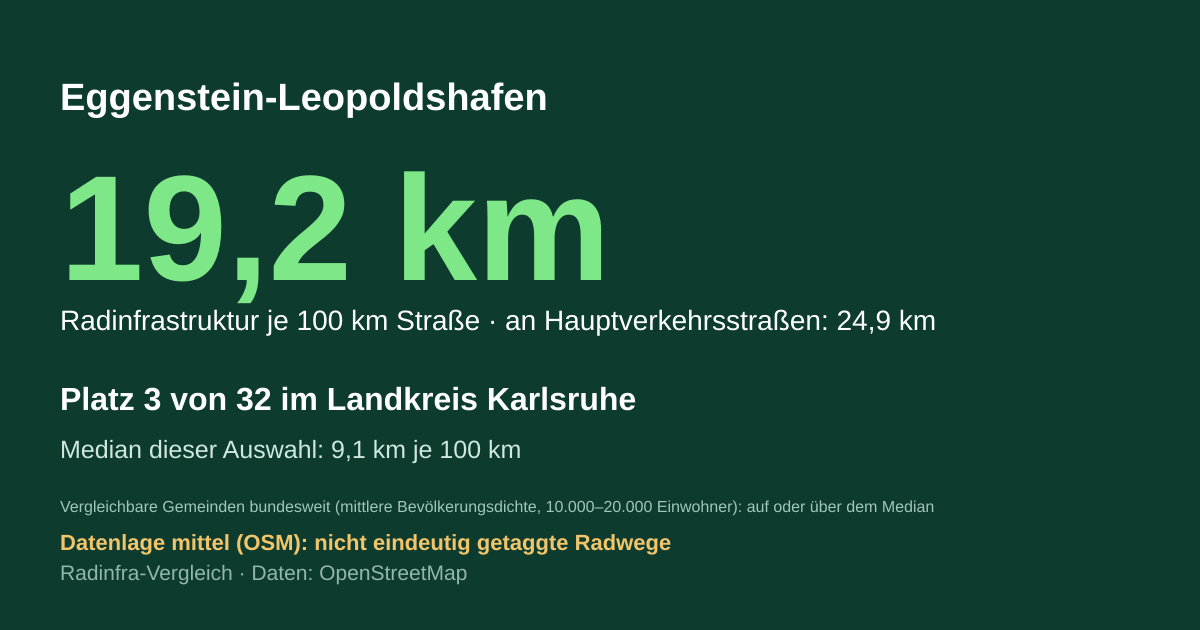 Eggenstein-Leopoldshafen
19,2 km
Radinfrastruktur je 100 km Straße · an Hauptverkehrsstraßen: 24,9 km
Platz 3 von 32 im Landkreis Karlsruhe
Median dieser Auswahl: 9,1 km je 100 km
Vergleichbare Gemeinden bundesweit (mittlere Bevölkerungsdichte, 10.000–20.000 Einwohner): auf oder über dem Median
Datenlage mittel (OSM): nicht eindeutig getaggte Radwege
Radinfra-Vergleich · Daten: OpenStreetMap